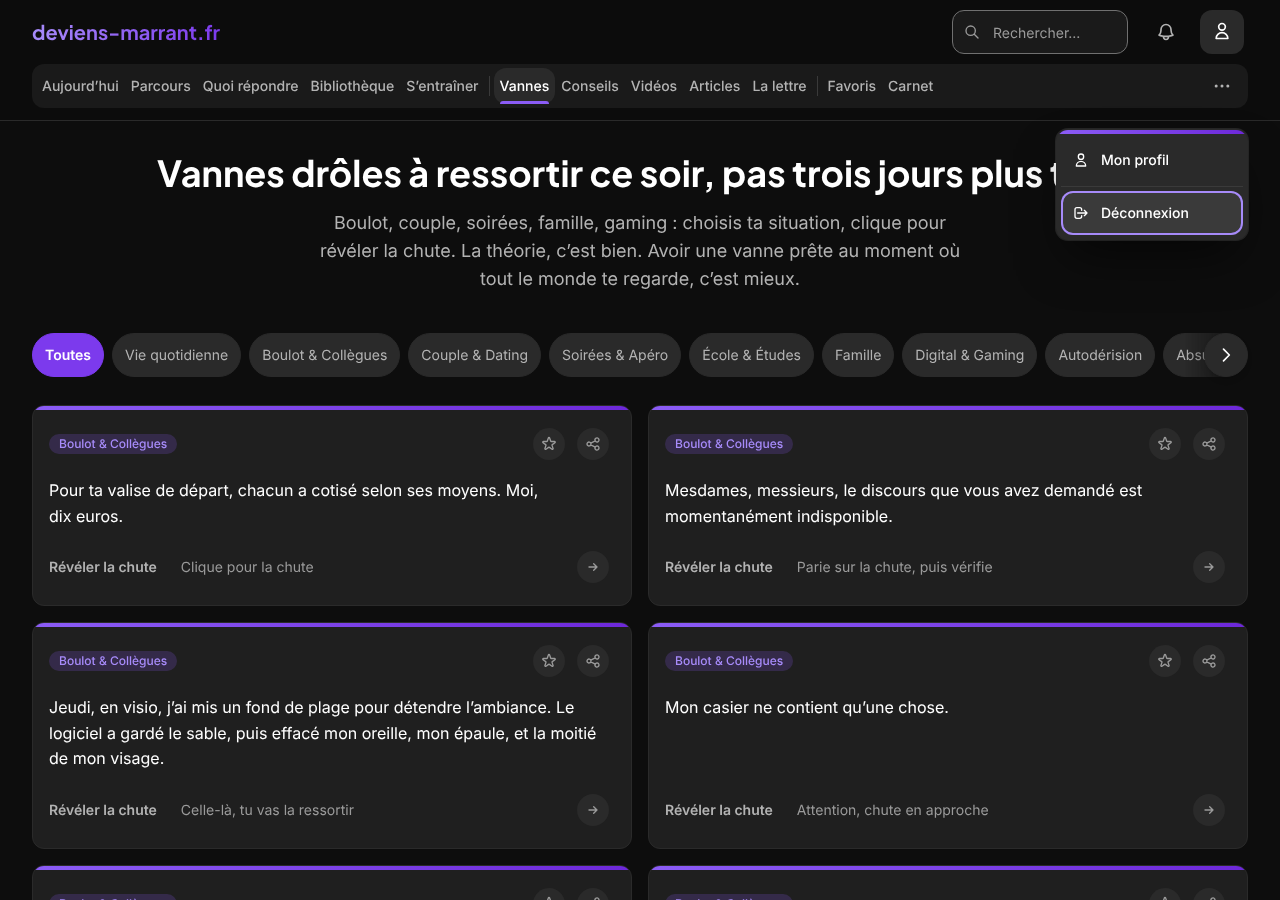 deviens-marrant.fr
Rechercher...
Aujourd’hui Parcours Quoi répondre Bibliothèque S’entraîner Vannes Conseils Vidéos Articles La lettre Favoris Carnet
Mon profil
Déconnexion
Vannes drôles à ressortir ce soir, pas trois jours plus
Boulot, couple, soirées, famille, gaming : choisis ta situation, clique pour
révéler la chute. La théorie, c’est bien. Avoir une vanne prête au moment où
tout le monde te regarde, c’est mieux.
Toutes Vie quotidienne Boulot & Collègues Couple & Dating Soirées & Apéro École & Études Famille Digital & Gaming Autodérision
Boulot & Collègues
Pour ta valise de départ, chacun a cotisé selon ses moyens. Moi,
dix euros.
Révéler la chute Clique pour la chute
Boulot & Collègues
Mesdames, messieurs, le discours que vous avez demandé est
momentanément indisponible.
Révéler la chute Parie sur la chute, puis vérifie
Boulot & Collègues
Jeudi, en visio, j’ai mis un fond de plage pour détendre l’ambiance. Le
logiciel a gardé le sable, puis effacé mon oreille, mon épaule, et la moitié
de mon visage.
Révéler la chute Celle-là, tu vas la ressortir
Boulot & Collègues
Mon casier ne contient qu’une chose.
Révéler la chute Attention, chute en approche